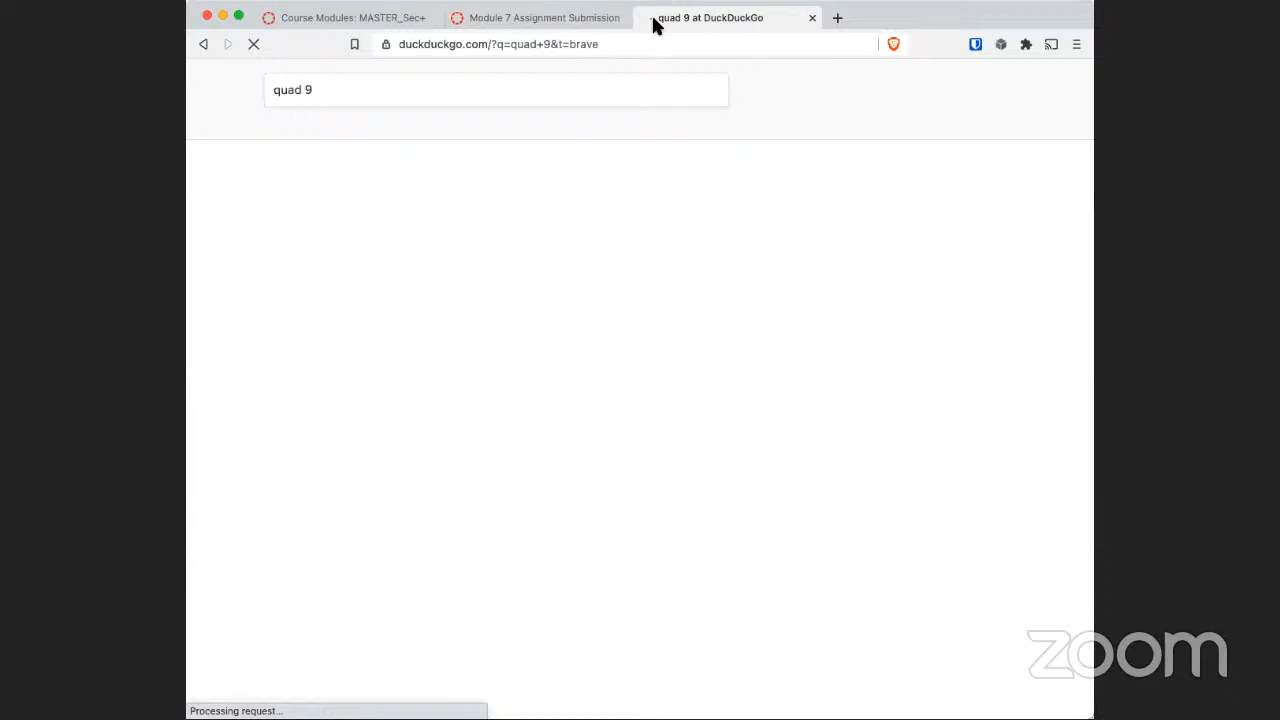 Course Modules: MASTER_Sec+
Module 7 Assignment Submission
quad 9 at DuckDuckGo
duckduckgo.com/?q=quad+9&t=brave
quad 9
zoom
Processing request...